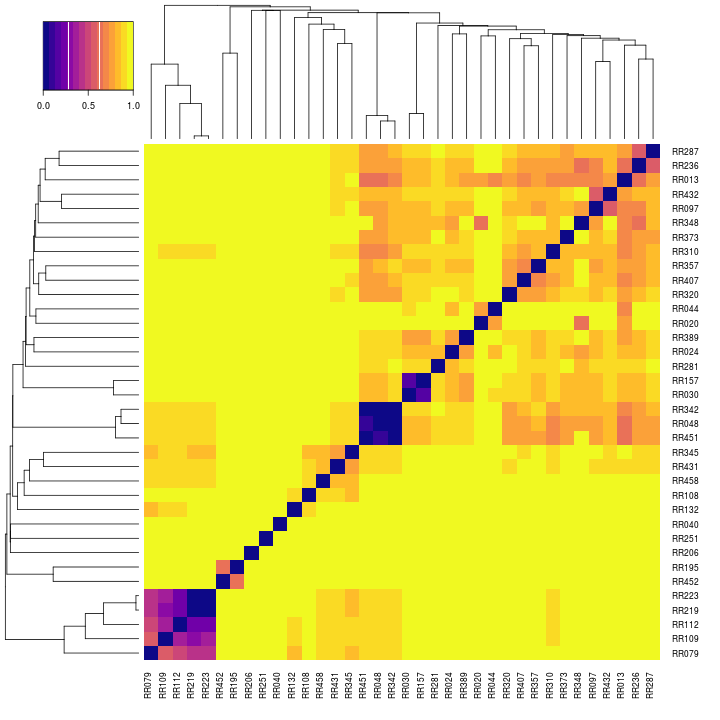 0.0 0.5 1.0
RR287
RR236
RR013
RR432
RR097
RR348
RR373
RR310
RR357
RR407
RR320
RR044
RR020
RR389
RR024
RR281
RR157
RR030
RR342
RR048
RR451
RR345
RR431
RR458
RR108
RR132
RR040
RR251
RR206
RR195
RR452
RR223
RR219
RR112
RR109
RR079
RR079
RR109
RR112
RR219
RR223
RR452
RR195
RR206
RR251
RR040
RR132
RR108
RR458
RR431
RR345
RR451
RR048
RR342
RR030
RR157
RR281
RR024
RR389
RR020
RR044
RR320
RR407
RR357
RR310
RR373
RR348
RR097
RR432
RR013
RR236
RR287